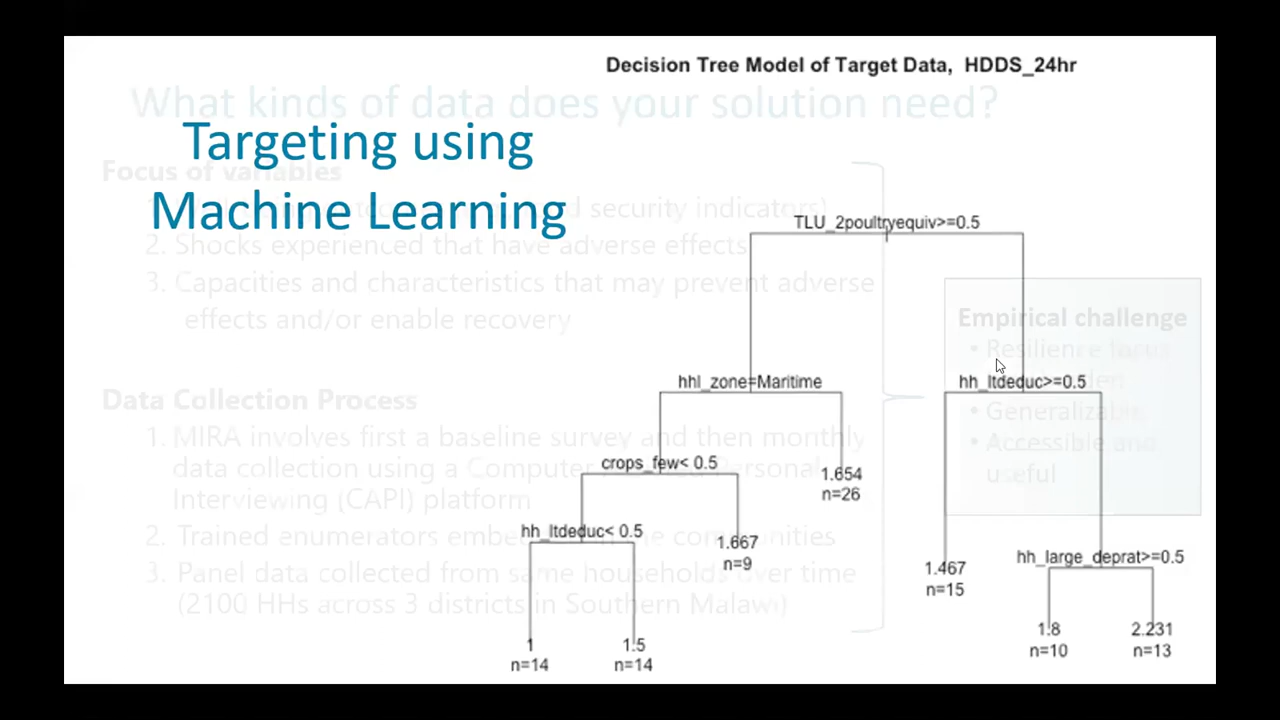 Decision Tree Model of Target Data, HDDS_24hr
What kinds of data does your solution need?
Targeting using
Machine Learning
Focus of variables
security indicators)
2. Shocks experienced that have adverse effects
3. Capacities and characteristics that may prevent adverse
effects and/or enable recovery
Data Collection Process
1. MIRA involves first a baseline survey and then monthly
data collection using a Computer Personal
Interviewing (CAPI) platform
2. Trained enumerators communities
3. Panel data collected from same households over time
(2100 HHs across 3 districts in Southern Malawi)
Empirical challenge
• Resilience
• Generalizable
• Accessible and
useful
TLU_2poultryequiv>=0.5
hhl_zone=Maritime
hh_ltdeduc>=0.5
crops_few< 0.5
1.654
n=26
hh_ltdeduc< 0.5
1.667
n=9
1.467
n=15
hh_large_deprat>=0.5
1
n=14
1.5
n=14
1.8
n=10
2.231
n=13